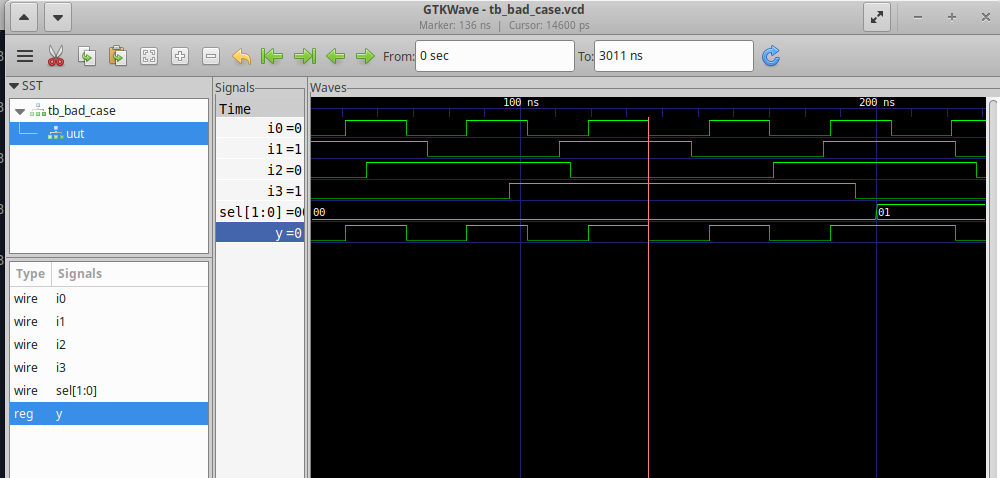 GTKWave - tb_bad_case.vcd
Marker: 136 ns | Cursor: 14600 ps
From: 0 sec To: 3011 ns
SST
tb_bad_case
uut
Type Signals
wire i0
wire i1
wire i2
wire i3
wire sel[1:0]
reg y
Signals
Time
i0 =0
i1 =1
i2 =0
i3 =1
sel[1:0] =00
y =0
Waves
100 ns 200 ns
00 01